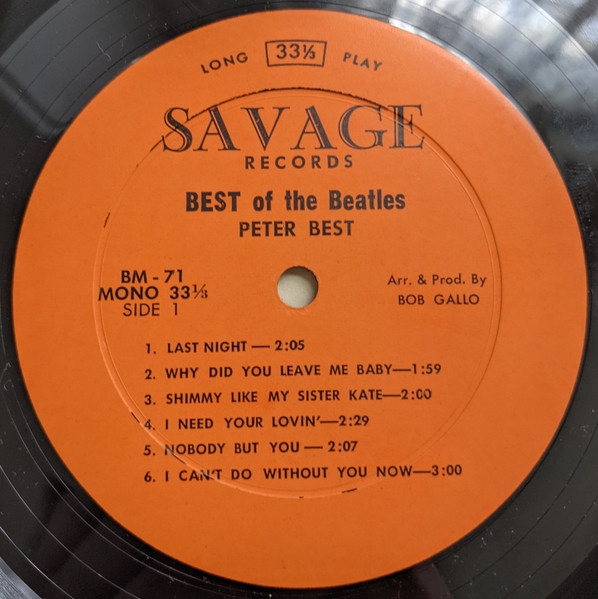 LONG 33⅓ PLAY
SAVAGE
RECORDS
BEST of the Beatles
PETER BEST
BM - 71
MONO 33⅓
SIDE 1
Arr. & Prod. By
BOB GALLO
1. LAST NIGHT — 2:05
2. WHY DID YOU LEAVE ME BABY—1:59
3. SHIMMY LIKE MY SISTER KATE—2:00
4. I NEED YOUR LOVIN'—2:29
5. NOBODY BUT YOU — 2:07
6. I CAN'T DO WITHOUT YOU NOW—3:00